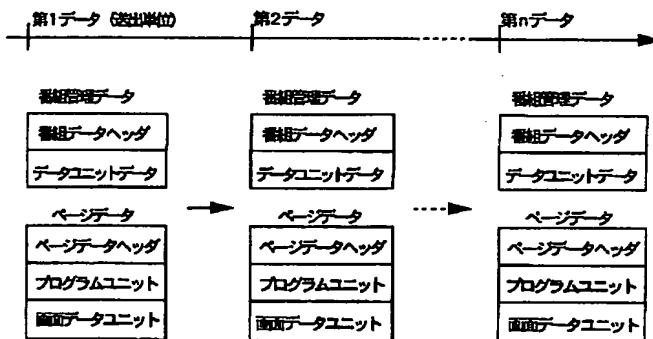 第1データ (送出単位) 第2データ 第nデータ
番組管理データ 番組管理データ 番組管理データ
番組データヘッダ 番組データヘッダ 番組データヘッダ
データユニットデータ データユニットデータ データユニットデータ
ページデータ ページデータ ページデータ
ページデータヘッダ ページデータヘッダ ページデータヘッダ
プログラムユニット プログラムユニット プログラムユニット
画面データユニット 画面データユニット 画面データユニット